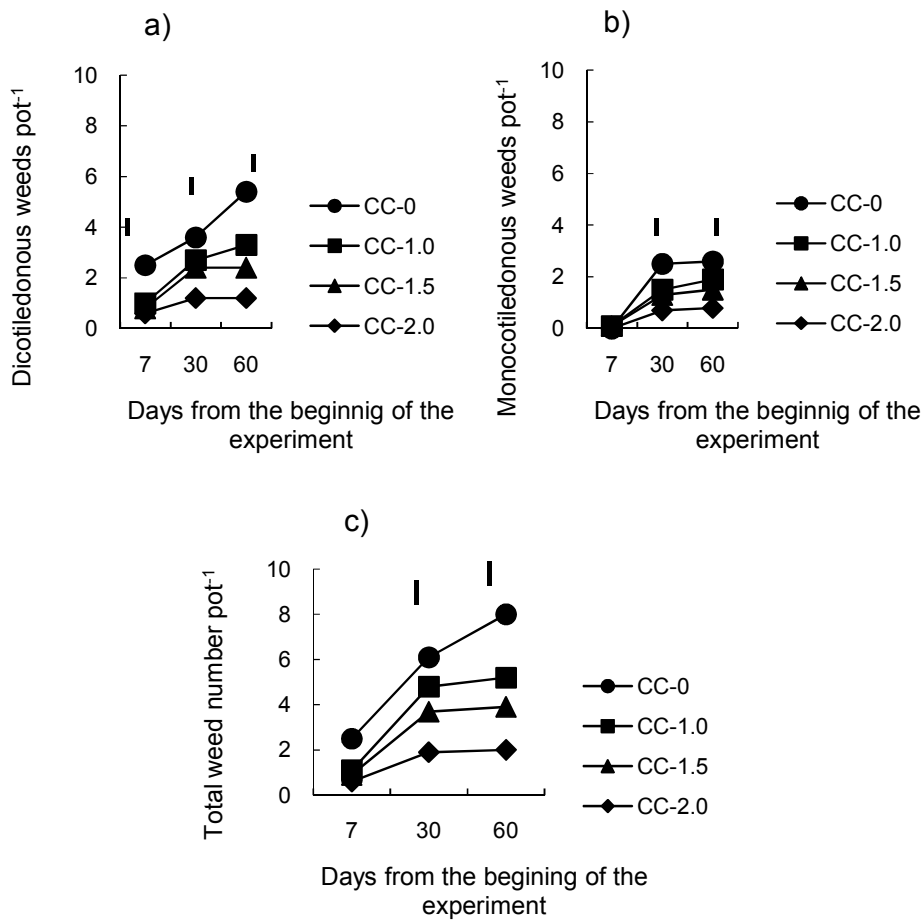 a)
Dicotiledonous weeds pot-1
10
8
6
4
2
0
7 30 60
Days from the beginnig of the
experiment
CC-0
CC-1.0
CC-1.5
CC-2.0
b)
Monocotiledonous weeds pot-1
10
8
6
4
2
0
7 30 60
Days from the beginnig of the
experiment
CC-0
CC-1.0
CC-1.5
CC-2.0
c)
Total weed number pot-1
10
8
6
4
2
0
7 30 60
Days from the begining of the
experiment
CC-0
CC-1.0
CC-1.5
CC-2.0